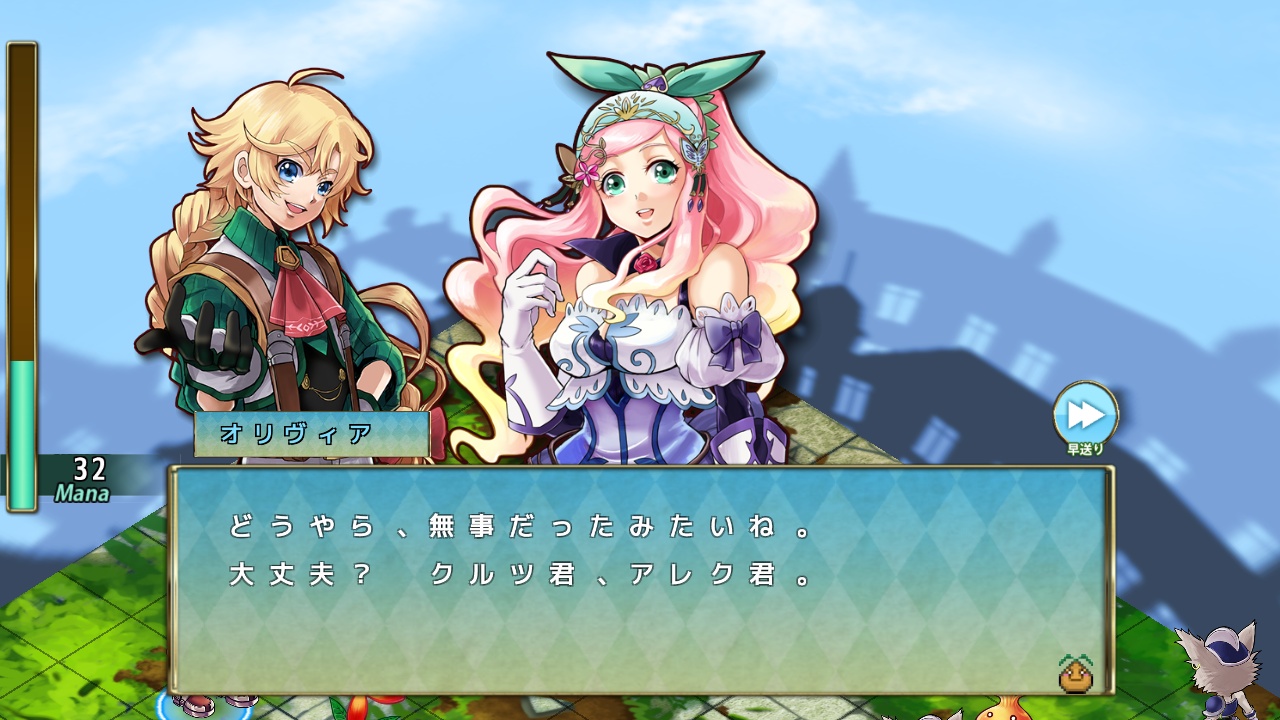 オリヴィア
どうやら、無事だったみたいね。
大丈夫？　クルツ君、アレク君。
早送り
32
Mana